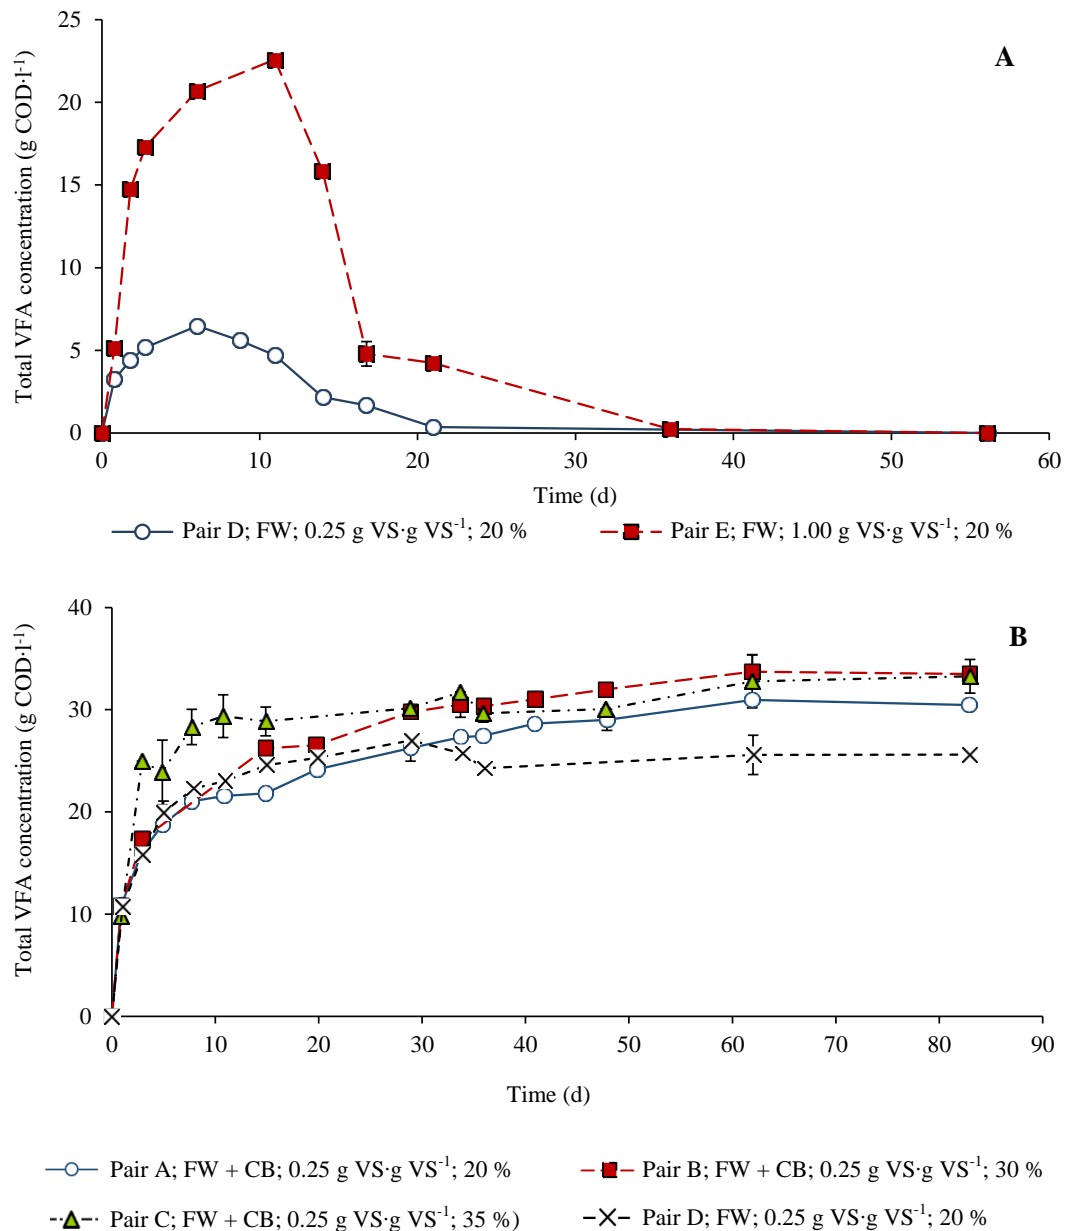 A
Total VFA concentration (g COD·l⁻¹)
25
20
15
10
5
0
0 10 20 30 40 50 60
Time (d)
Pair D; FW; 0.25 g VS·g VS⁻¹; 20 % Pair E; FW; 1.00 g VS·g VS⁻¹; 20 %
B
Total VFA concentration (g COD·l⁻¹)
40
30
20
10
0
0 10 20 30 40 50 60 70 80 90
Time (d)
Pair A; FW + CB; 0.25 g VS·g VS⁻¹; 20 % Pair B; FW + CB; 0.25 g VS·g VS⁻¹; 30 %
Pair C; FW + CB; 0.25 g VS·g VS⁻¹; 35 %) Pair D; FW; 0.25 g VS·g VS⁻¹; 20 %